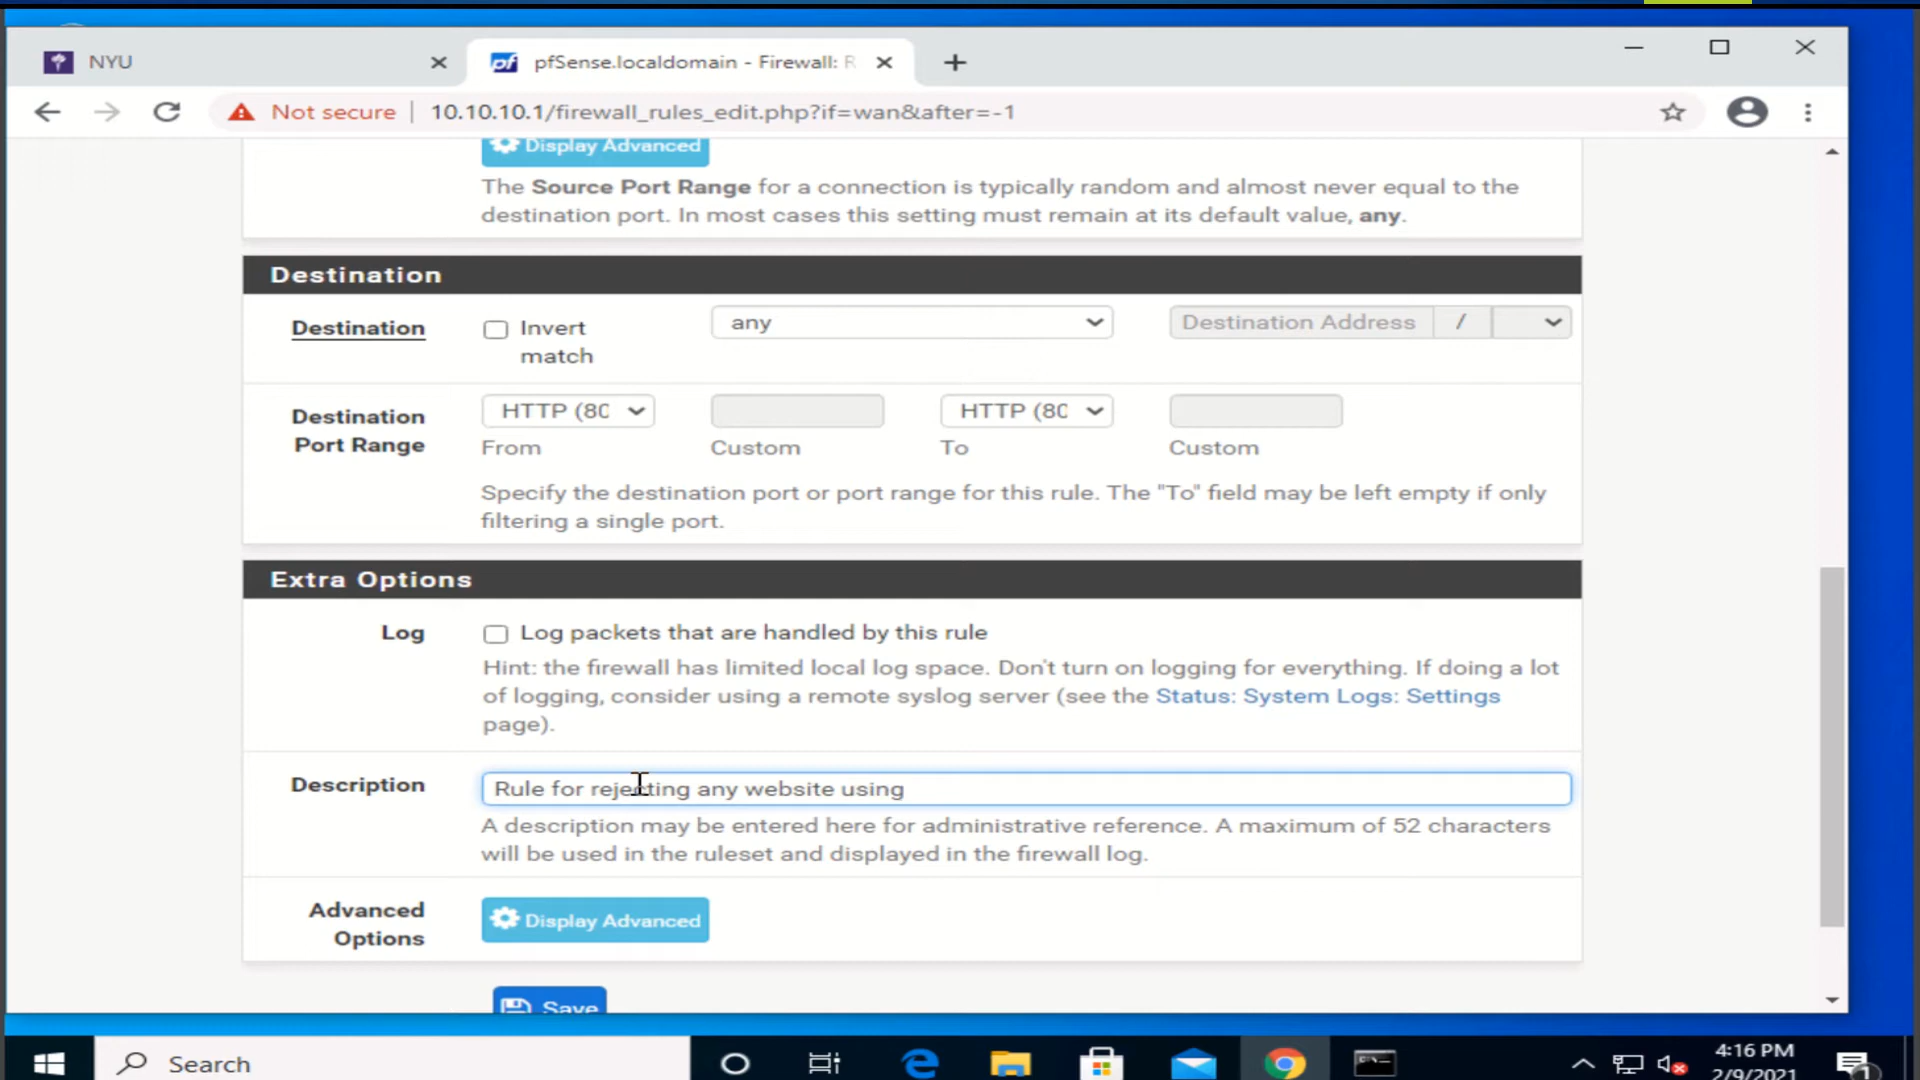 NYU
pfSense.localdomain - Firewall: R
Not secure
10.10.10.1/firewall_rules_edit.php?if=wan&after=-1
Display Advanced
The Source Port Range for a connection is typically random and almost never equal to the
destination port. In most cases this setting must remain at its default value, any.
Destination
Destination
Invert
match
any
Destination Address
/
Destination
Port Range
HTTP (80
HTTP (80
From
Custom
To
Custom
Specify the destination port or port range for this rule. The "To" field may be left empty if only
filtering a single port.
Extra Options
Log
Log packets that are handled by this rule
Hint: the firewall has limited local log space. Don't turn on logging for everything. If doing a lot
of logging, consider using a remote syslog server (see the Status: System Logs: Settings
page).
Description
Rule for rejecting any website using
A description may be entered here for administrative reference. A maximum of 52 characters
will be used in the ruleset and displayed in the firewall log.
Advanced
Options
Display Advanced
Save
Search
4:16 PM
2/9/2021
1